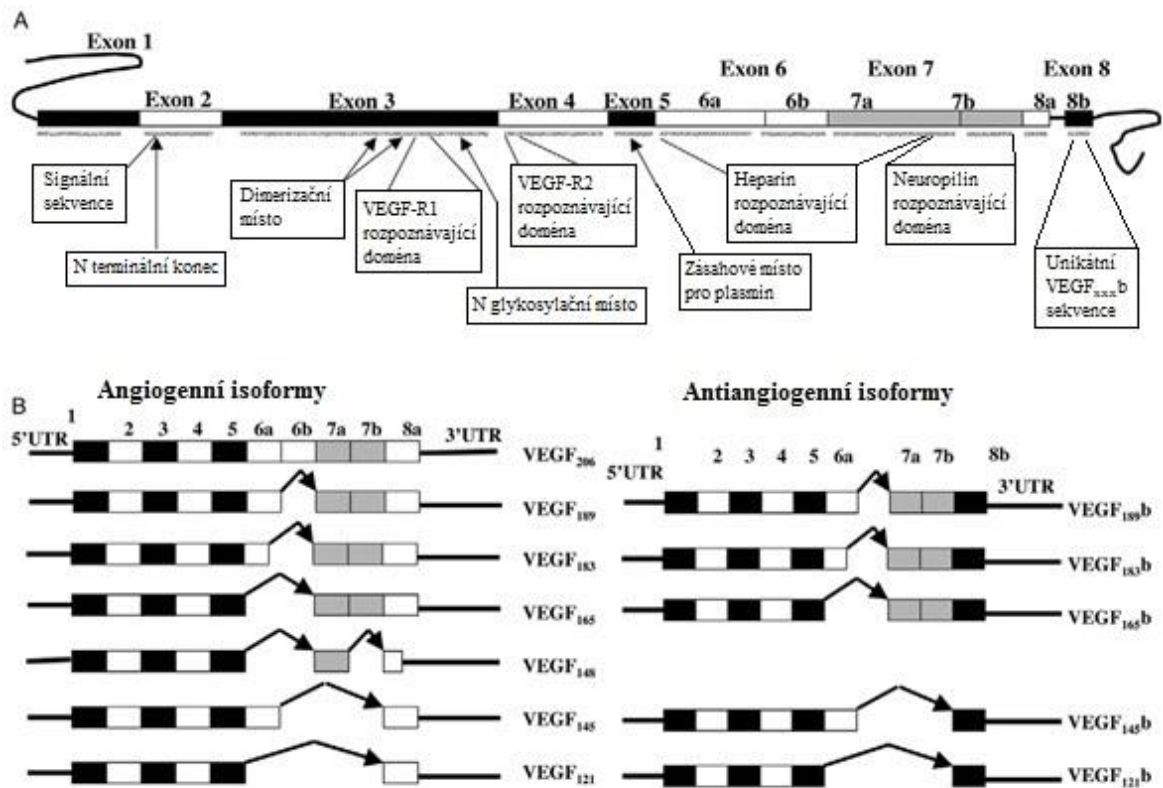 A
Exon 1
Exon 2
Exon 3
Exon 4
Exon 5
Exon 6
6a
6b
Exon 7
7a
7b
Exon 8
8a
8b
Signální
sekvence
N terminální konec
Dimerizační
místo
VEGF-R1
rozpoznávající
doména
N glykosylační místo
VEGF-R2
rozpoznávající
doména
Zásahové místo
pro plasmin
Heparin
rozpoznávající
doména
Neuropilin
rozpoznávající
doména
Unikátní
VEGFxxxb
sekvence
B
Angiogenní isoformy
5'UTR 1 2 3 4 5 6a 6b 7a 7b 8a 3'UTR
VEGF206
VEGF189
VEGF183
VEGF165
VEGF148
VEGF145
VEGF121
Antiangiogenní isoformy
5'UTR 1 2 3 4 5 6a 7a 7b 8b 3'UTR
VEGF189b
VEGF183b
VEGF165b
VEGF145b
VEGF121b